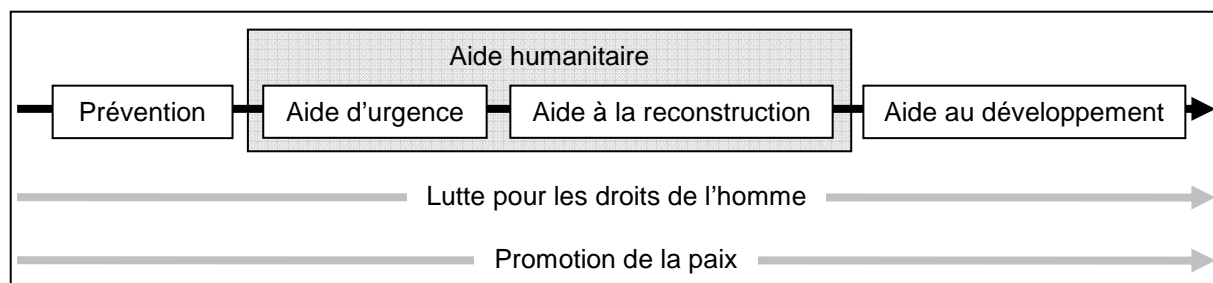 Aide humanitaire
Prévention
Aide d’urgence
Aide à la reconstruction
Aide au développement
Lutte pour les droits de l’homme
Promotion de la paix